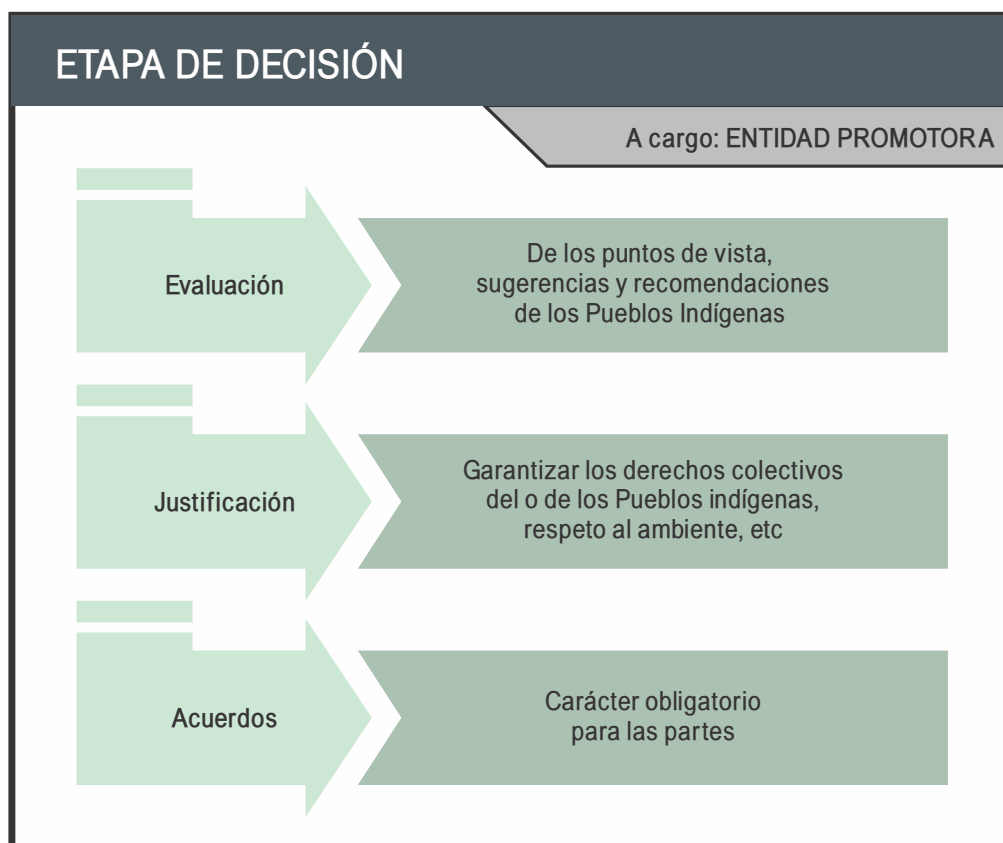 ETAPA DE DECISIÓN
A cargo: ENTIDAD PROMOTORA
Evaluación
De los puntos de vista,
sugerencias y recomendaciones
de los Pueblos Indígenas
Justificación
Garantizar los derechos colectivos
del o de los Pueblos indígenas,
respeto al ambiente, etc
Acuerdos
Carácter obligatorio
para las partes